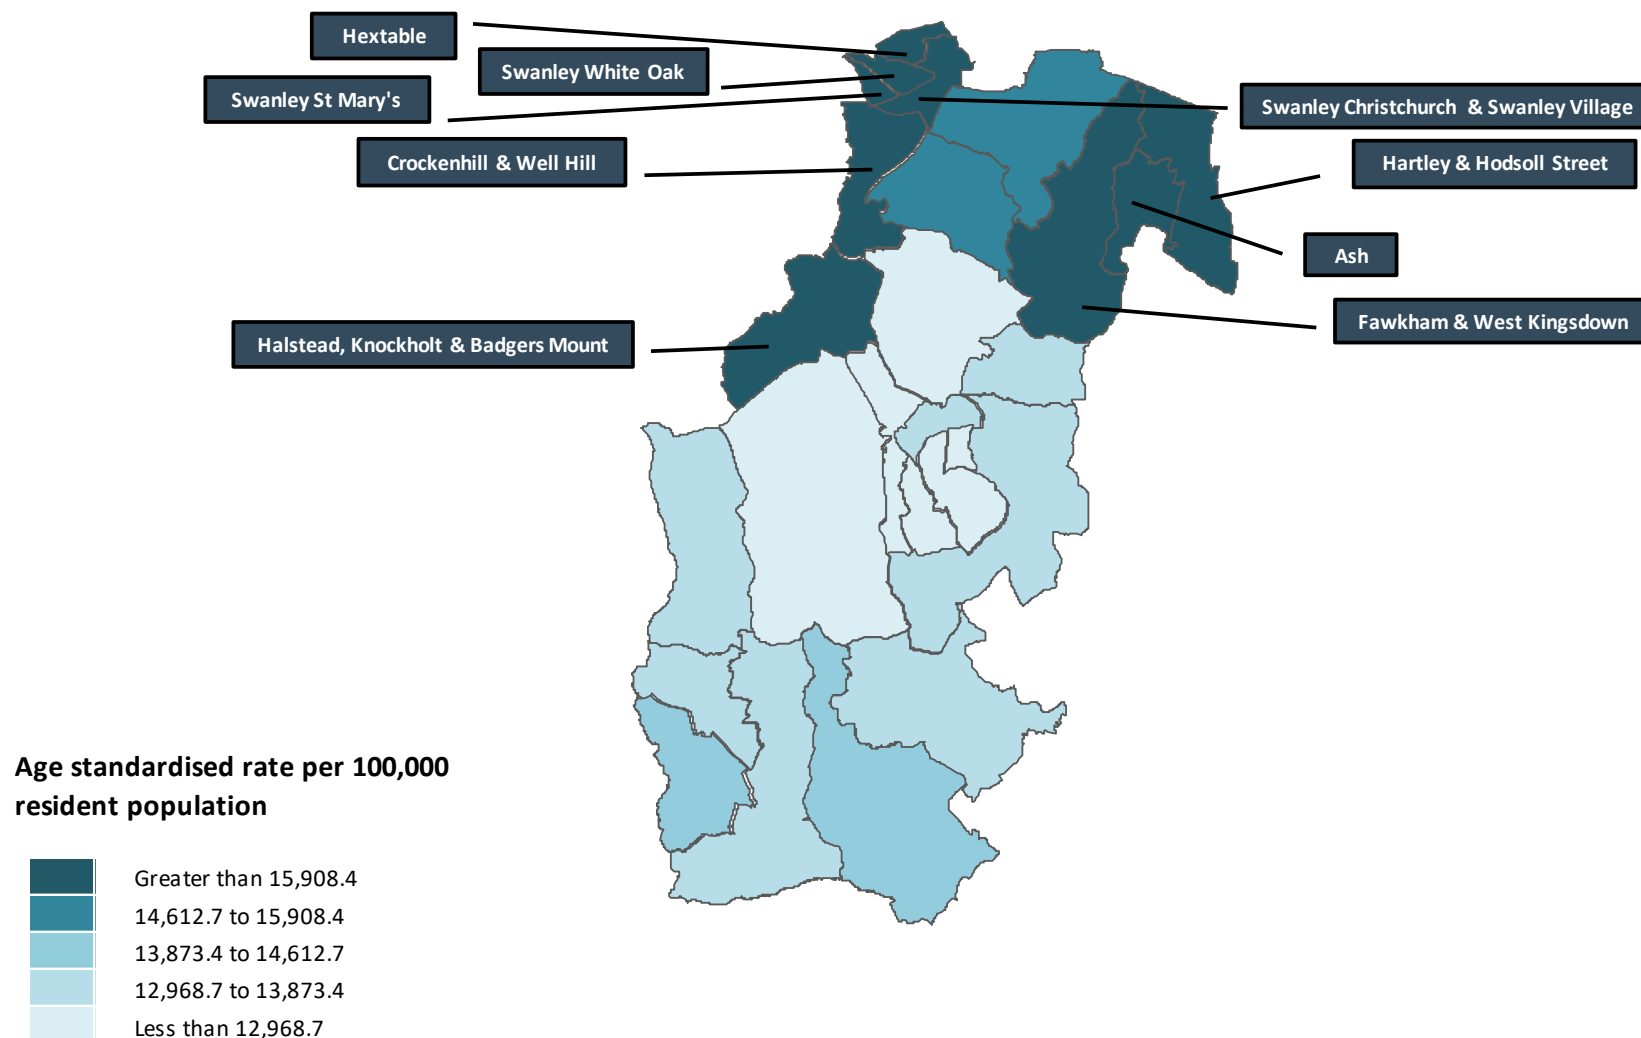 Hextable
Swanley White Oak
Swanley St Mary's
Swanley Christchurch & Swanley Village
Crockenhill & Well Hill
Hartley & Hodsoll Street
Ash
Fawkham & West Kingsdown
Halstead, Knockholt & Badgers Mount
Age standardised rate per 100,000
resident population
Greater than 15,908.4
14,612.7 to 15,908.4
13,873.4 to 14,612.7
12,968.7 to 13,873.4
Less than 12,968.7